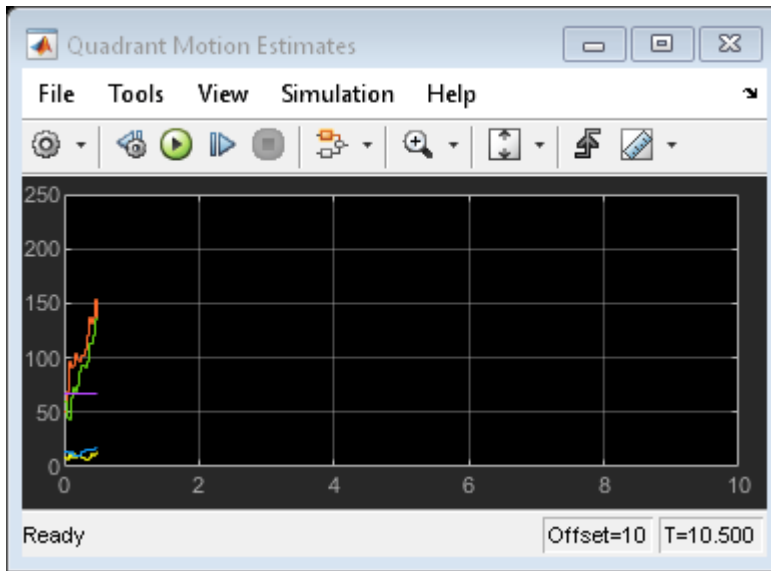 Quadrant Motion Estimates
File Tools View Simulation Help
250
200
150
100
50
0
0 2 4 6 8 10
Ready Offset=10 T=10.500